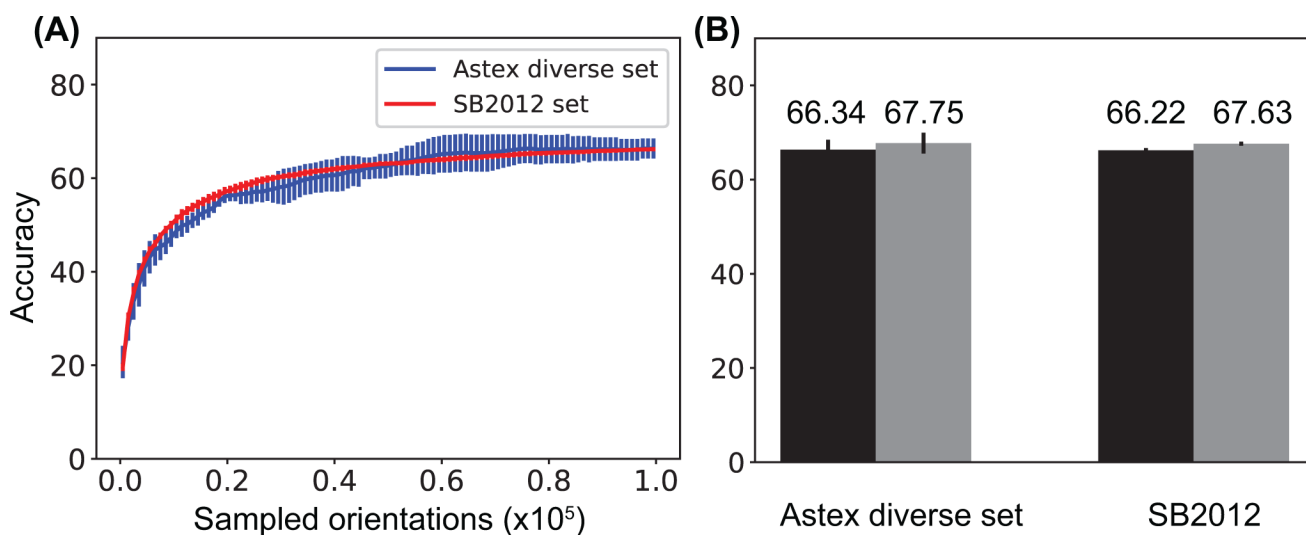 (A)
Accuracy
80
60
40
20
0
Astex diverse set
SB2012 set
0.0 0.2 0.4 0.6 0.8 1.0
Sampled orientations (x10⁵)
(B)
80
60
40
20
0
66.34 67.75 66.22 67.63
Astex diverse set SB2012